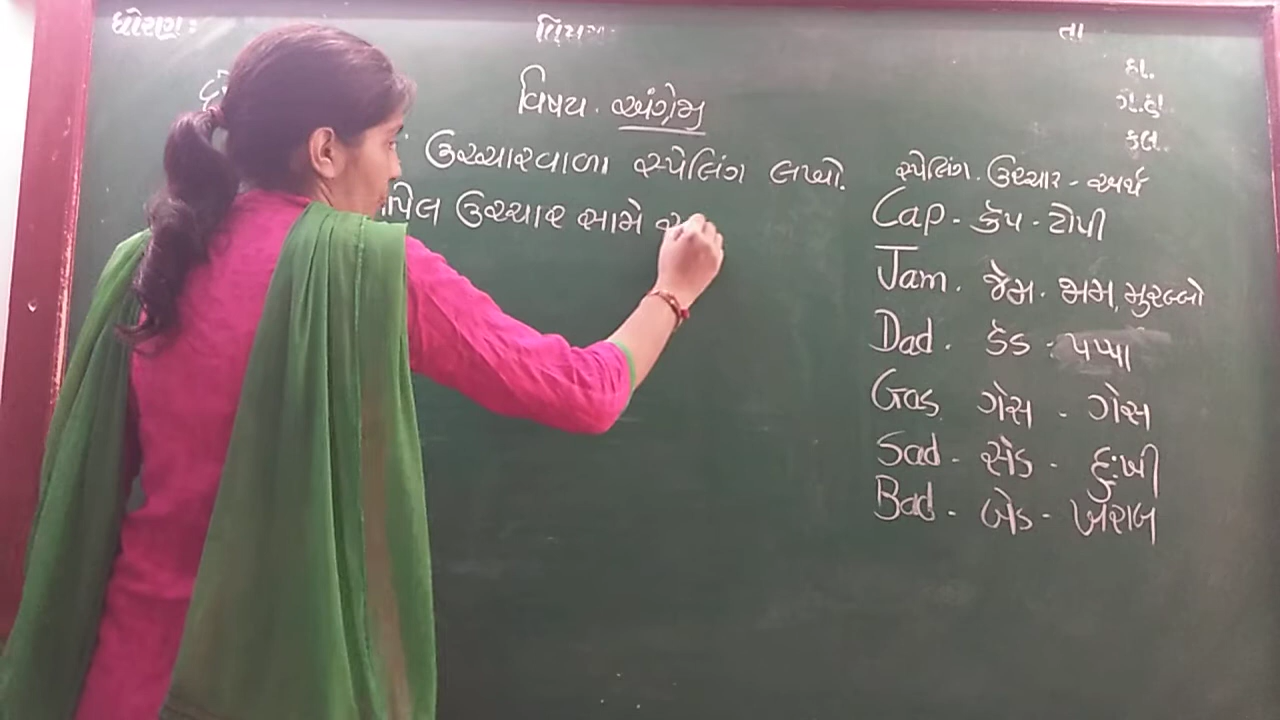 ધોરણ:
વિષય:
તા
હા.
ગે.હા
કુલ.
વિષય. અંગ્રેજી
ઉચ્ચારવાળા સ્પેલિંગ લખો.
ઉચ્ચાર સામે
સ્પેલિંગ. ઉચ્ચાર - અર્થ
Cap - કૅપ - ટોપી
Jam. જેમ. જામ, મુરબ્બો
Dad. ડેડ - પપ્પા
Gas ગેસ - ગેસ
Sad - સેડ - દુઃખી
Bad - બેડ - ખરાબ